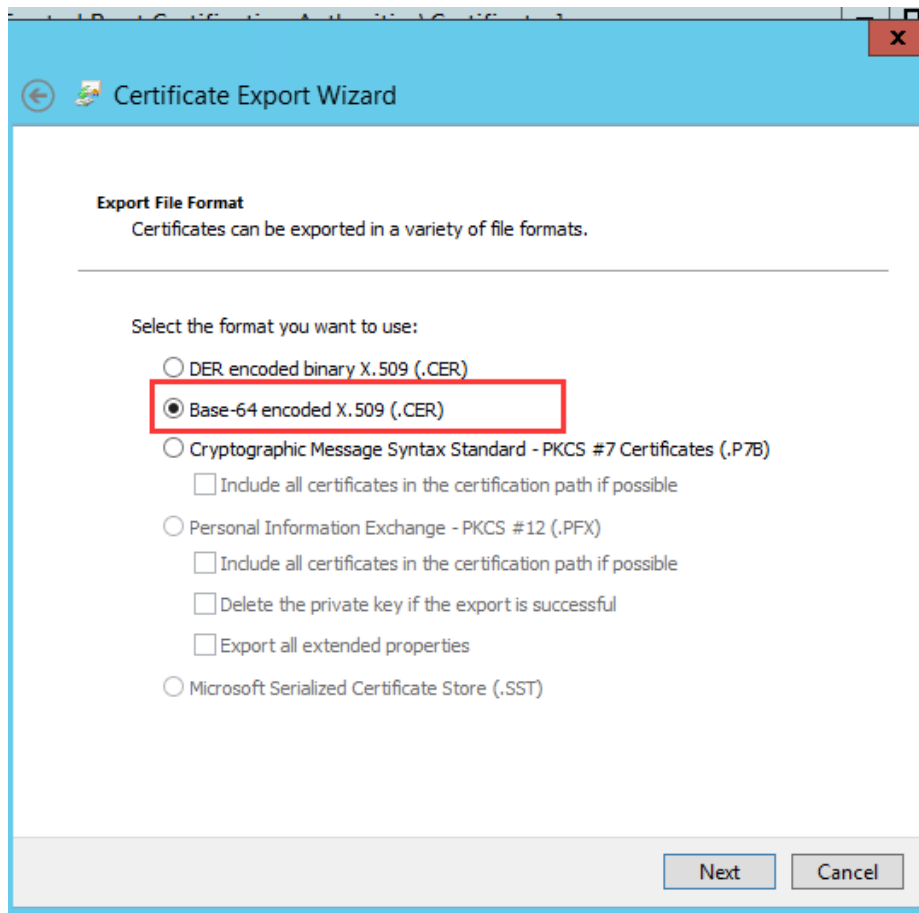 Certificate Export Wizard
Export File Format
Certificates can be exported in a variety of file formats.
Select the format you want to use:
DER encoded binary X.509 (.CER)
Base-64 encoded X.509 (.CER)
Cryptographic Message Syntax Standard - PKCS #7 Certificates (.P7B)
Include all certificates in the certification path if possible
Personal Information Exchange - PKCS #12 (.PFX)
Include all certificates in the certification path if possible
Delete the private key if the export is successful
Export all extended properties
Microsoft Serialized Certificate Store (.SST)
Next
Cancel